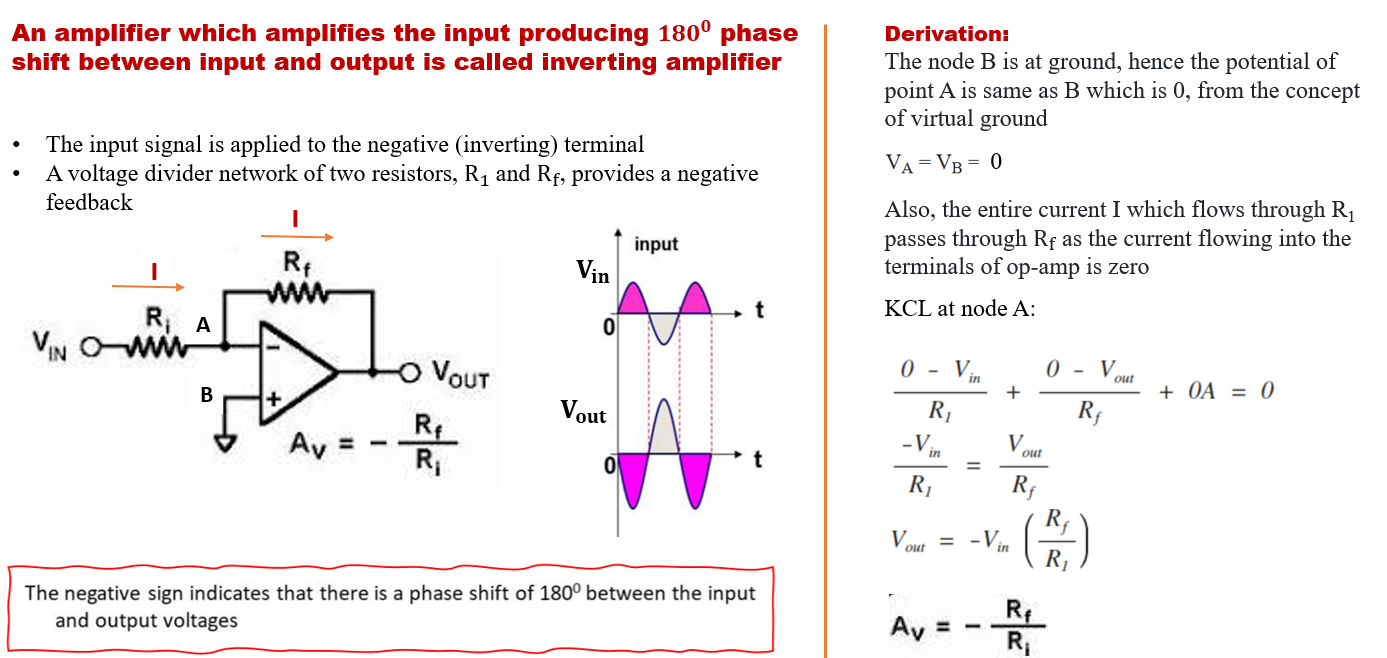 An amplifier which amplifies the input producing 180⁰ phase
shift between input and output is called inverting amplifier
• The input signal is applied to the negative (inverting) terminal
• A voltage divider network of two resistors, R₁ and Rf, provides a negative
feedback
I
I
Rf
Ri
A
VIN
−
B
+
VOUT
Av = − Rf / Ri
input
Vin
t
0
Vout
0
t
The negative sign indicates that there is a phase shift of 180⁰ between the input
and output voltages
Derivation:
The node B is at ground, hence the potential of
point A is same as B which is 0, from the concept
of virtual ground
VA = VB = 0
Also, the entire current I which flows through R₁
passes through Rf as the current flowing into the
terminals of op-amp is zero
KCL at node A:
(0 - Vin) / R₁ + (0 - Vout) / Rf + 0A = 0
-Vin / R₁ = Vout / Rf
Vout = -Vin (Rf / R₁)
Av = − Rf / Ri